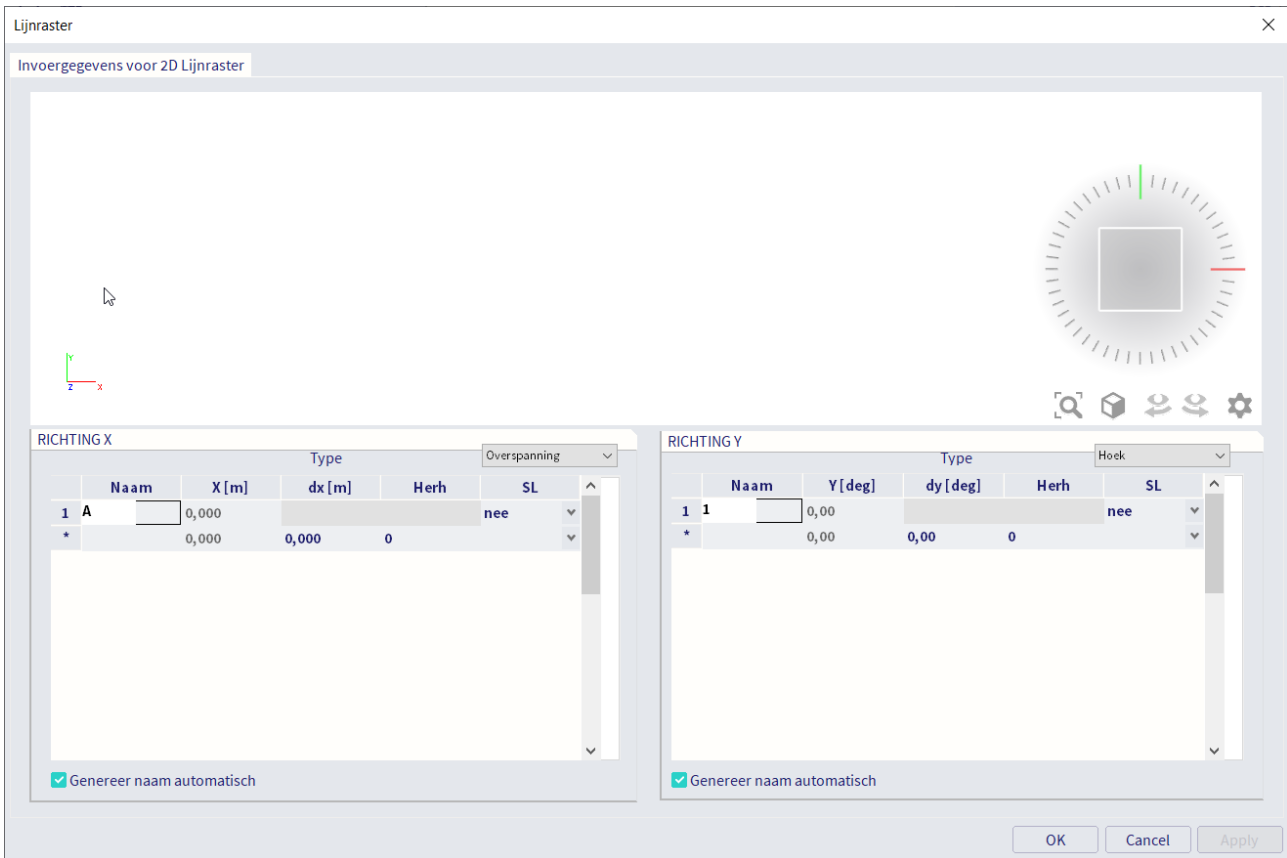 Lijnraster
Invoergegevens voor 2D Lijnraster
Y
Z X
RICHTING X
Type Overspanning
Naam X [m] dx [m] Herh SL
1 A 0,000 nee
* 0,000 0,000 0
Genereer naam automatisch
RICHTING Y
Type Hoek
Naam Y [deg] dy [deg] Herh SL
1 1 0,00 nee
* 0,00 0,00 0
Genereer naam automatisch
OK Cancel Apply